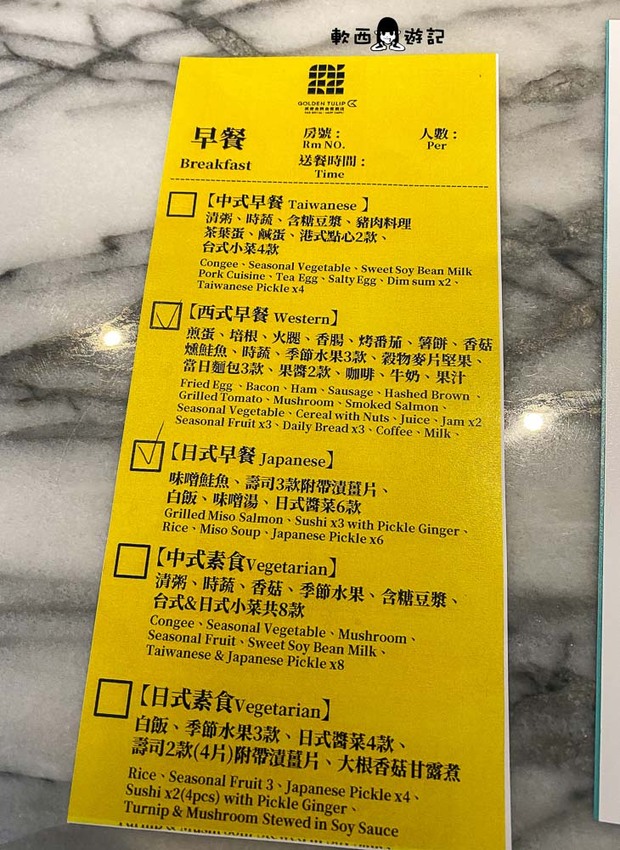 軟西遊記
GOLDEN TULIP
早餐
Breakfast
房號：
Rm NO.
人數：
Per
送餐時間：
Time
【中式早餐 Taiwanese 】
清粥、時蔬、含糖豆漿、豬肉料理
茶葉蛋、鹹蛋、港式點心2款、
台式小菜4款
Congee、Seasonal Vegetable、Sweet Soy Bean Milk
Pork Cuisine、Tea Egg、Salty Egg、Dim sum x2、
Taiwanese Pickle x4
【西式早餐 Western】
煎蛋、培根、火腿、香腸、烤番茄、薯餅、香菇
燻鮭魚、時蔬、季節水果3款、穀物麥片堅果、
當日麵包3款、果醬2款、咖啡、牛奶、果汁
Fried Egg、Bacon、Ham、Sausage、Hashed Brown、
Grilled Tomato、Mushroom、Smoked Salmon、
Seasonal Vegetable、Cereal with Nuts、Juice、Jam x2
Seasonal Fruit x3、Daily Bread x3、Coffee、Milk、
【日式早餐 Japanese】
味噌鮭魚、壽司3款附帶漬薑片、
白飯、味噌湯、日式醬菜6款
Grilled Miso Salmon、Sushi x3 with Pickle Ginger、
Rice、Miso Soup、Japanese Pickle x6
【中式素食Vegetarian】
清粥、時蔬、香菇、季節水果、含糖豆漿、
台式&日式小菜共8款
Congee、Seasonal Vegetable、Mushroom、
Seasonal Fruit、Sweet Soy Bean Milk、
Taiwanese & Japanese Pickle x8
【日式素食Vegetarian】
白飯、季節水果3款、日式醬菜4款、
壽司2款(4片)附帶漬薑片、大根香菇甘露煮
Rice、Seasonal Fruit 3、Japanese Pickle x4、
Sushi x2(4pcs) with Pickle Ginger、
Turnip & Mushroom Stewed in Soy Sauce